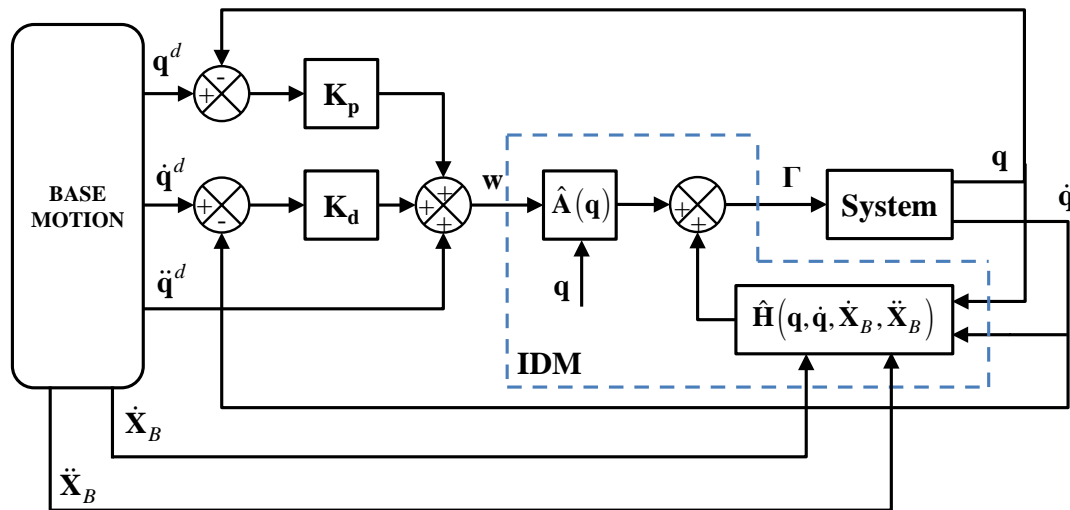 BASE
MOTION
q^d
q̇^d
q̈^d
+
-
K_p
+
-
K_d
+
+
+
w
Â(q)
q
+
+
Γ
System
q
q̇
Ĥ(q, q̇, Ẋ_B, Ẍ_B)
IDM
Ẋ_B
Ẍ_B